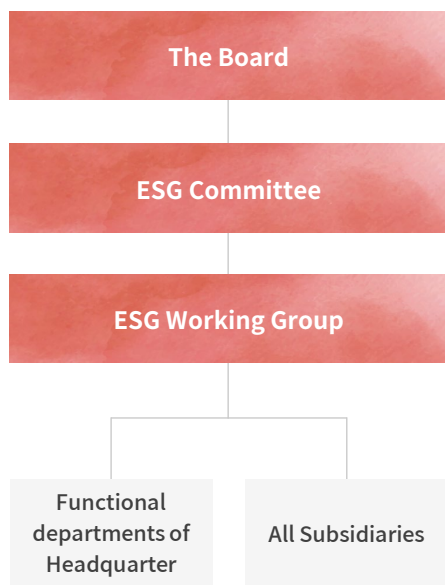 The Board
ESG Committee
ESG Working Group
Functional
departments of
Headquarter
All Subsidiaries